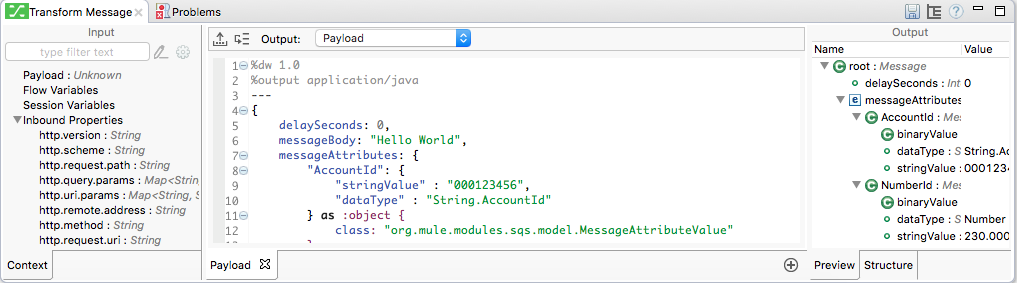 Transform Message
Problems
Input
type filter text
Payload : Unknown
Flow Variables
Session Variables
Inbound Properties
http.version : String
http.scheme : String
http.request.path : String
http.query.params : Map<String,
http.uri.params : Map<String, S
http.remote.address : String
http.method : String
http.request.uri : String
Context
Output: Payload
1 %dw 1.0
2 %output application/java
3 ---
4 {
5 delaySeconds: 0,
6 messageBody: "Hello World",
7 messageAttributes: {
8 "AccountId": {
9 "stringValue" : "000123456",
10 "dataType" : "String.AccountId"
11 } as :object {
12 class: "org.mule.modules.sqs.model.MessageAttributeValue"
Payload
Output
Name Value
root : Message
delaySeconds : Int 0
messageAttributes
AccountId : Mes
binaryValue
dataType : S String.Ac
stringValue : 0001234
NumberId : Mes
binaryValue
dataType : S Number
stringValue : 230.000
Preview Structure